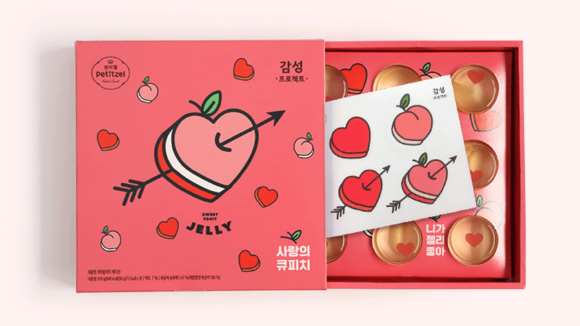 쁘띠첼
Petitzel
감성
·프로젝트·
SWEET
FRUIT
JELLY
사랑의
큐피치
감성
·프로젝트·
니가
젤리
좋아